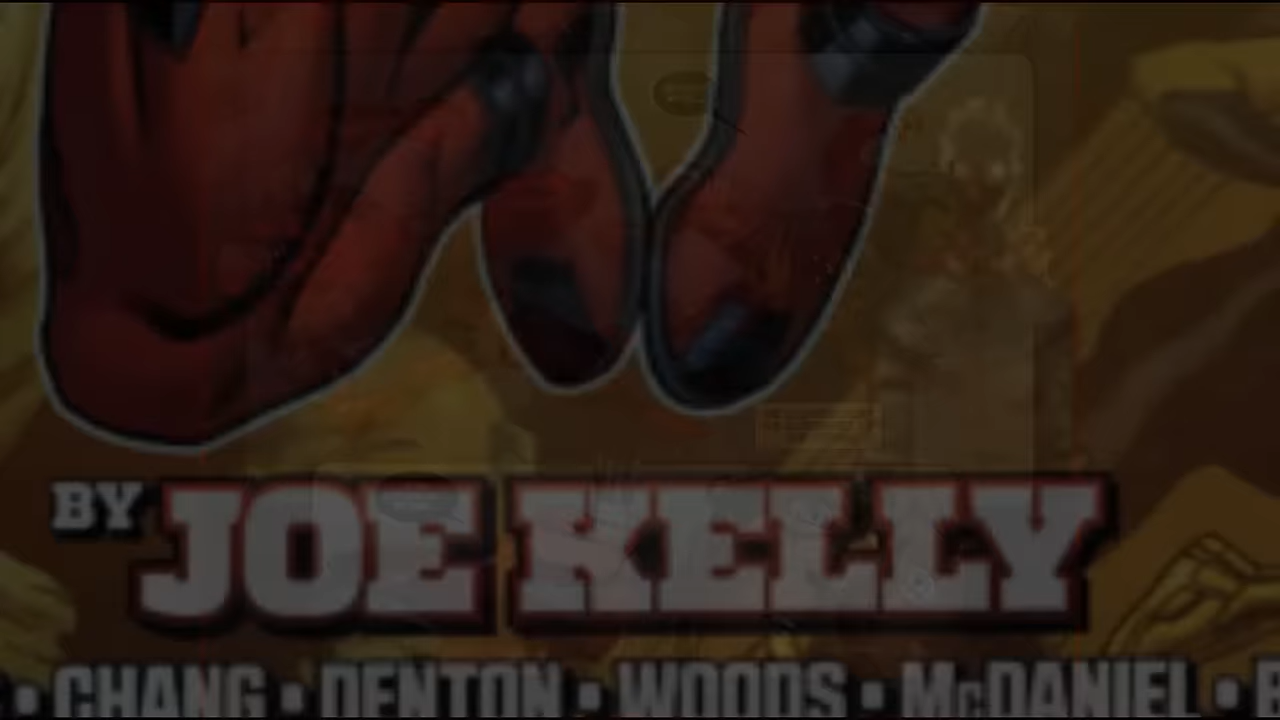 BY JOE KELLY
• CHANG • DENTON • WOODS • McDANIEL •